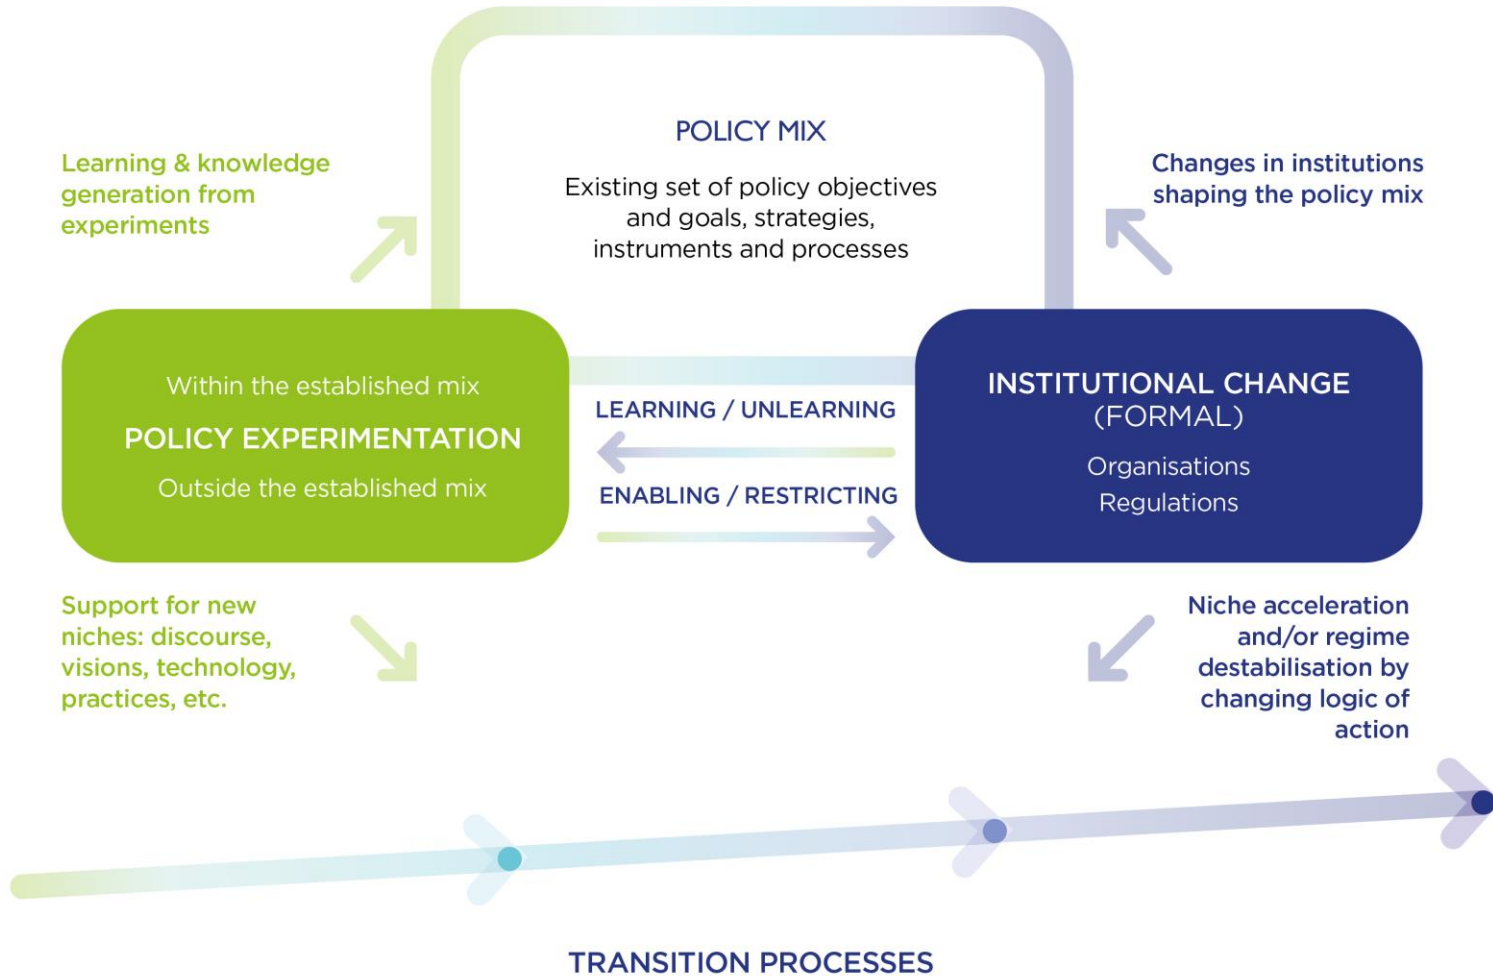 POLICY MIX
Existing set of policy objectives
and goals, strategies,
instruments and processes
Learning & knowledge
generation from
experiments
Changes in institutions
shaping the policy mix
Within the established mix
POLICY EXPERIMENTATION
Outside the established mix
LEARNING / UNLEARNING
ENABLING / RESTRICTING
INSTITUTIONAL CHANGE
(FORMAL)
Organisations
Regulations
Support for new
niches: discourse,
visions, technology,
practices, etc.
Niche acceleration
and/or regime
destabilisation by
changing logic of
action
TRANSITION PROCESSES